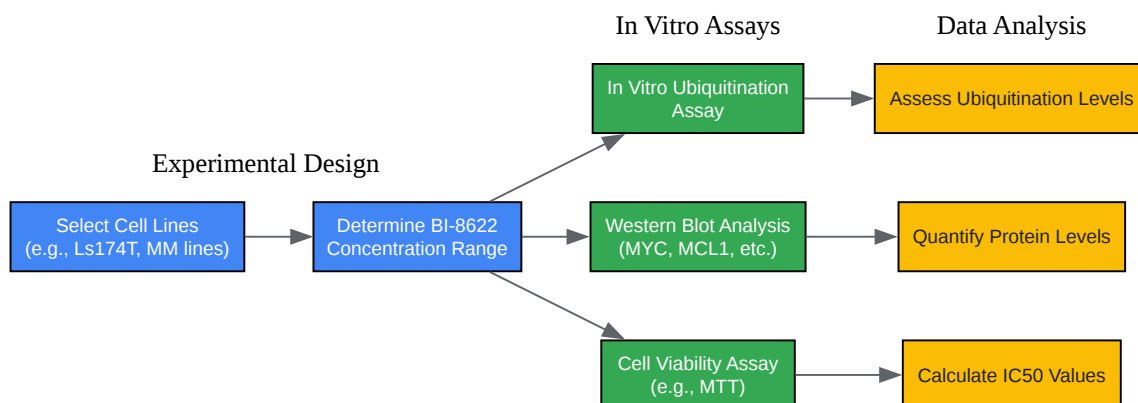 In Vitro Assays
Data Analysis
In Vitro Ubiquitination
Assay
Assess Ubiquitination Levels
Experimental Design
Select Cell Lines
(e.g., Ls174T, MM lines)
Determine BI-8622
Concentration Range
Western Blot Analysis
(MYC, MCL1, etc.)
Quantify Protein Levels
Cell Viability Assay
(e.g., MTT)
Calculate IC50 Values